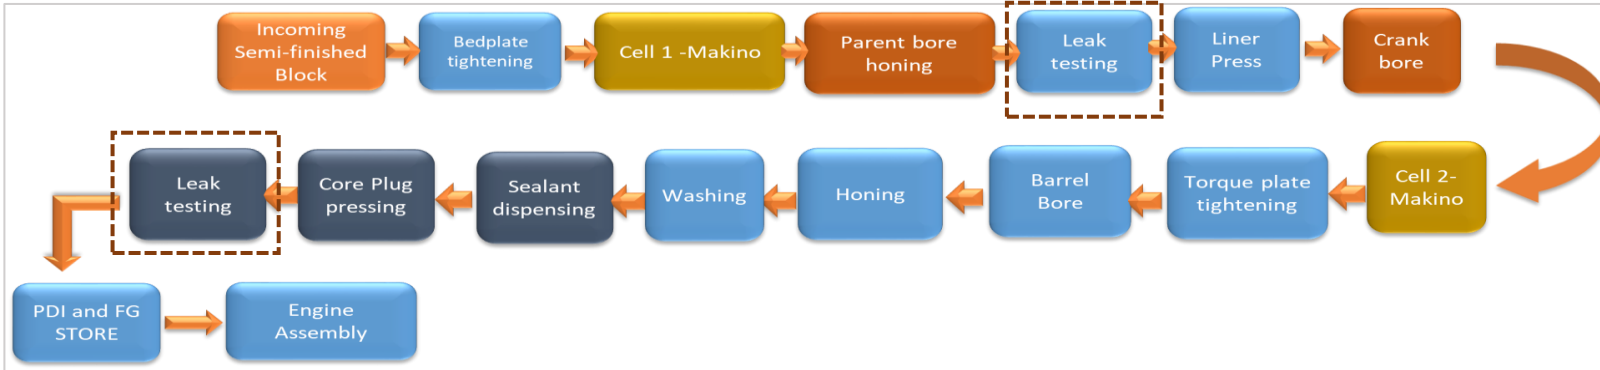 Incoming
Semi-finished
Block
Bedplate
tightening
Cell 1 -Makino
Parent bore
honing
Leak
testing
Liner
Press
Crank
bore
Cell 2-
Makino
Torque plate
tightening
Barrel
Bore
Honing
Washing
Sealant
dispensing
Core Plug
pressing
Leak
testing
PDI and FG
STORE
Engine
Assembly